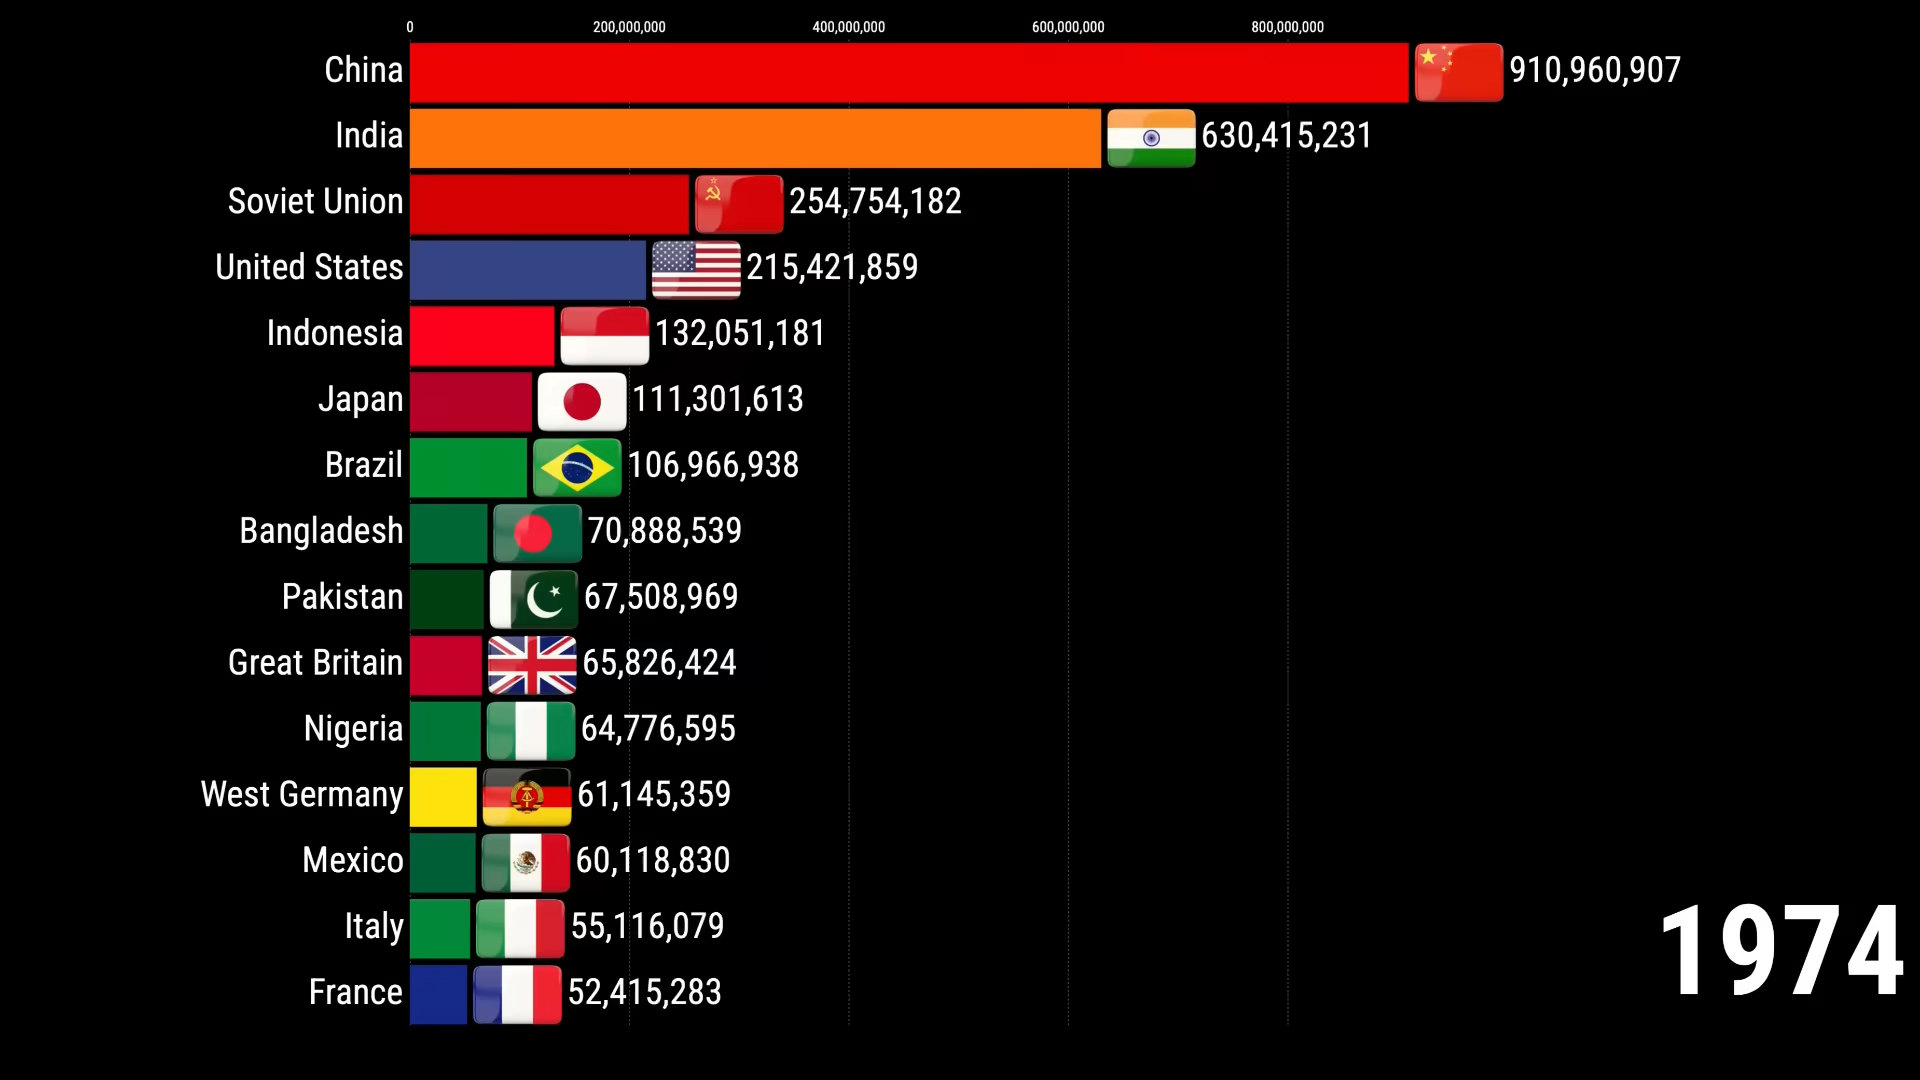 0 200,000,000 400,000,000 600,000,000 800,000,000
China 910,960,907
India 630,415,231
Soviet Union 254,754,182
United States 215,421,859
Indonesia 132,051,181
Japan 111,301,613
Brazil 106,966,938
Bangladesh 70,888,539
Pakistan 67,508,969
Great Britain 65,826,424
Nigeria 64,776,595
West Germany 61,145,359
Mexico 60,118,830
Italy 55,116,079
France 52,415,283
1974